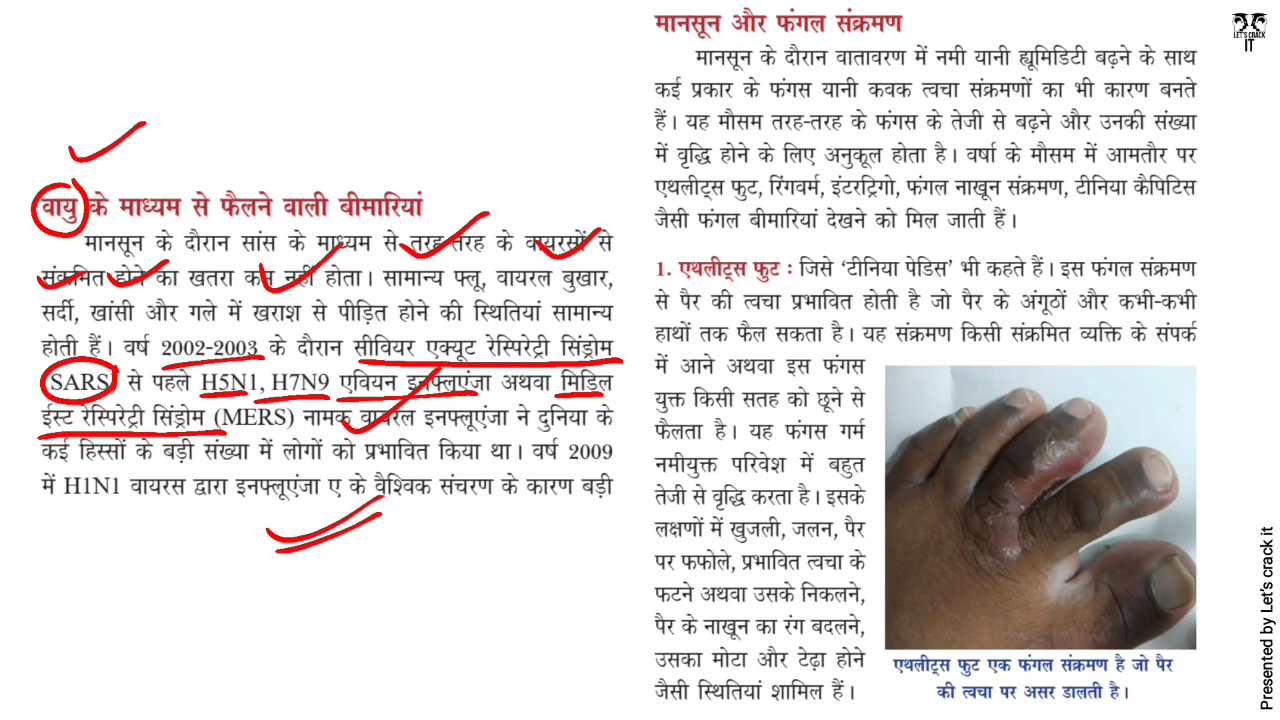 वायु के माध्यम से फैलने वाली बीमारियां
मानसून के दौरान सांस के माध्यम से तरह-तरह के वायरसों से
संक्रमित होने का खतरा कम नहीं होता। सामान्य फ्लू, वायरल बुखार,
सर्दी, खांसी और गले में खराश से पीड़ित होने की स्थितियां सामान्य
होती हैं। वर्ष 2002-2003 के दौरान सीवियर एक्यूट रेस्पिरेट्री सिंड्रोम
(SARS) से पहले H5N1, H7N9 एवियन इनफ्लूएंजा अथवा मिडिल
ईस्ट रेस्पिरेट्री सिंड्रोम (MERS) नामक वायरल इनफ्लूएंजा ने दुनिया के
कई हिस्सों के बड़ी संख्या में लोगों को प्रभावित किया था। वर्ष 2009
में H1N1 वायरस द्वारा इनफ्लूएंजा ए के वैश्विक संचरण के कारण बड़ी
मानसून और फंगल संक्रमण
मानसून के दौरान वातावरण में नमी यानी ह्यूमिडिटी बढ़ने के साथ
कई प्रकार के फंगस यानी कवक त्वचा संक्रमणों का भी कारण बनते
हैं। यह मौसम तरह-तरह के फंगस के तेजी से बढ़ने और उनकी संख्या
में वृद्धि होने के लिए अनुकूल होता है। वर्षा के मौसम में आमतौर पर
एथलीट्स फुट, रिंगवर्म, इंटरट्रिगो, फंगल नाखून संक्रमण, टीनिया कैपिटिस
जैसी फंगल बीमारियां देखने को मिल जाती हैं।
1. एथलीट्स फुट : जिसे ‘टीनिया पेडिस’ भी कहते हैं। इस फंगल संक्रमण
से पैर की त्वचा प्रभावित होती है जो पैर के अंगूठों और कभी-कभी
हाथों तक फैल सकता है। यह संक्रमण किसी संक्रमित व्यक्ति के संपर्क
में आने अथवा इस फंगस
युक्त किसी सतह को छूने से
फैलता है। यह फंगस गर्म
नमीयुक्त परिवेश में बहुत
तेजी से वृद्धि करता है। इसके
लक्षणों में खुजली, जलन, पैर
पर फफोले, प्रभावित त्वचा के
फटने अथवा उसके निकलने,
पैर के नाखून का रंग बदलने,
उसका मोटा और टेढ़ा होने
जैसी स्थितियां शामिल हैं।
एथलीट्स फुट एक फंगल संक्रमण है जो पैर
की त्वचा पर असर डालती है।
LET'S CRACK
IT
Presented by Let's crack it